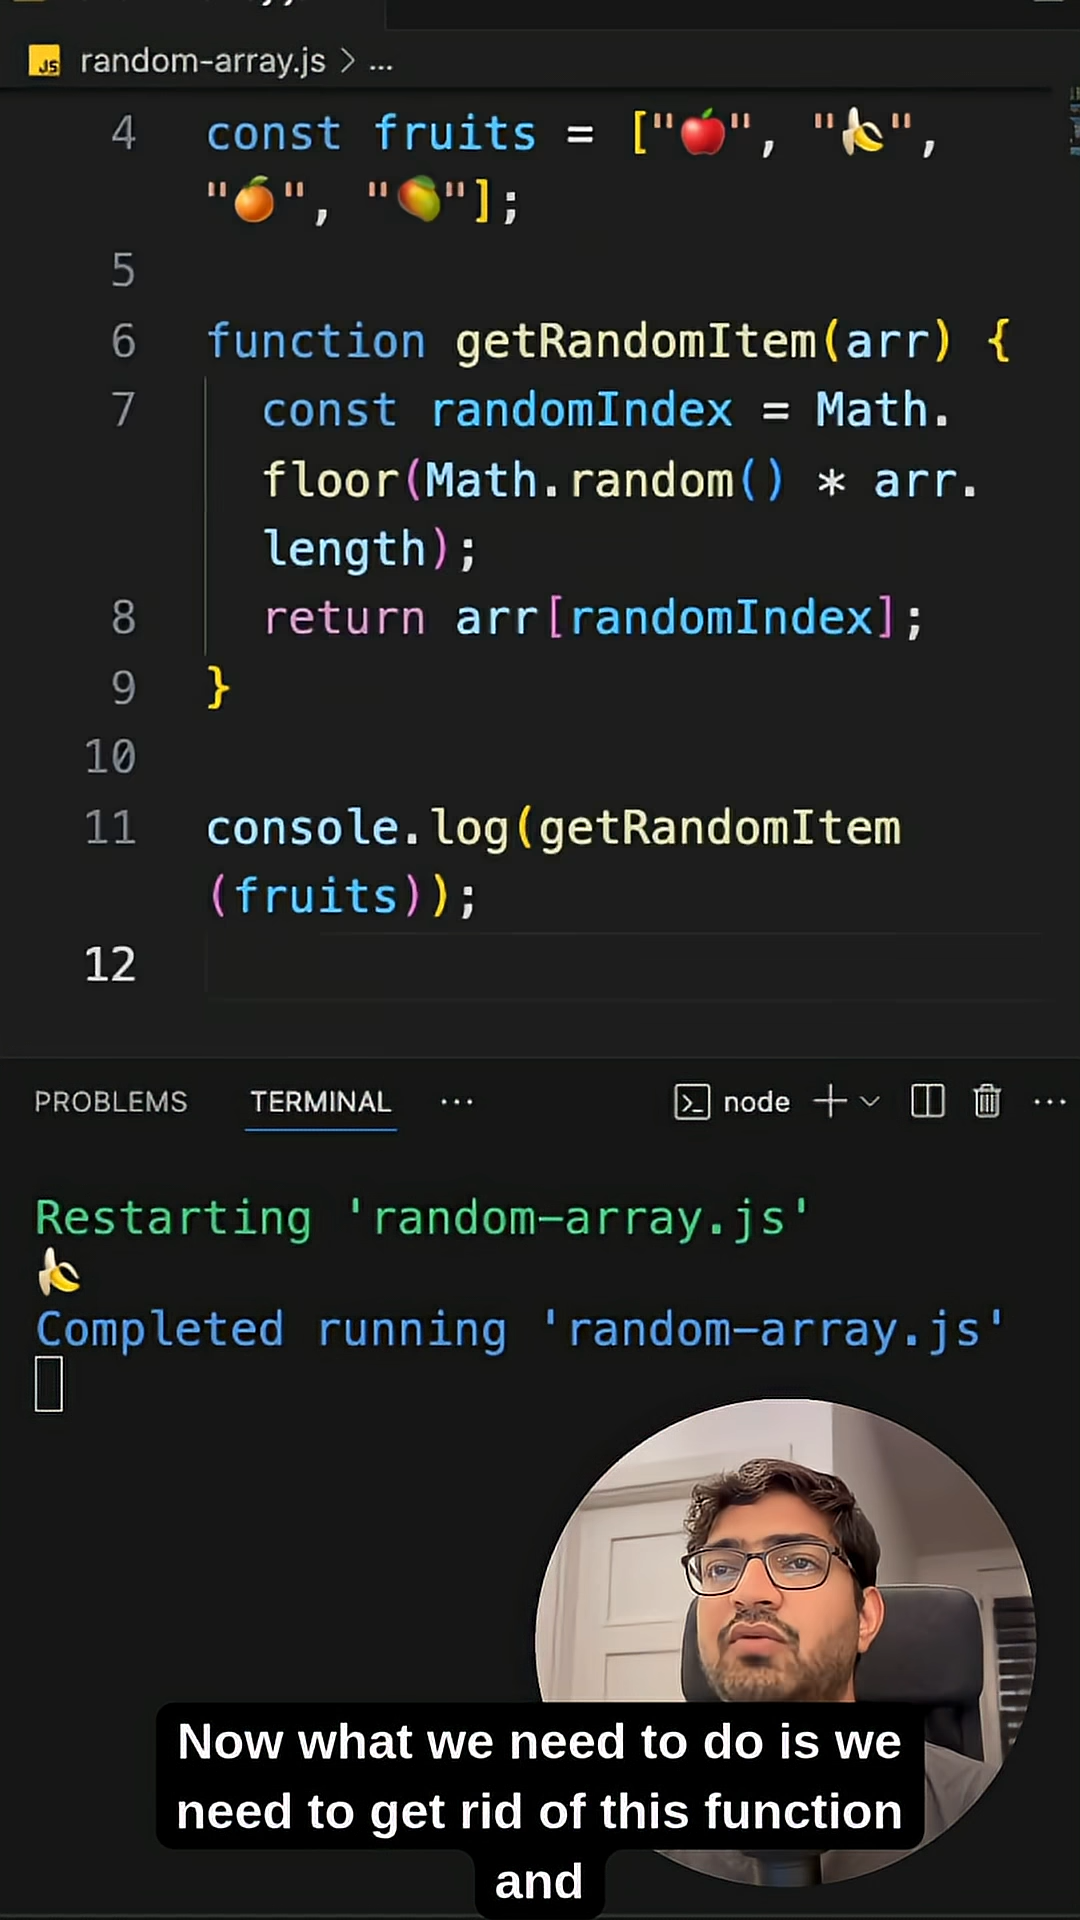 JS random-array.js > ...
4 const fruits = ["🍎", "🍌",
"🍊", "🥭"];
5
6 function getRandomItem(arr) {
7 const randomIndex = Math.
floor(Math.random() * arr.
length);
8 return arr[randomIndex];
9 }
10
11 console.log(getRandomItem
(fruits));
12
PROBLEMS TERMINAL ... node
Restarting 'random-array.js'
🍌
Completed running 'random-array.js'
Now what we need to do is we
need to get rid of this function
and